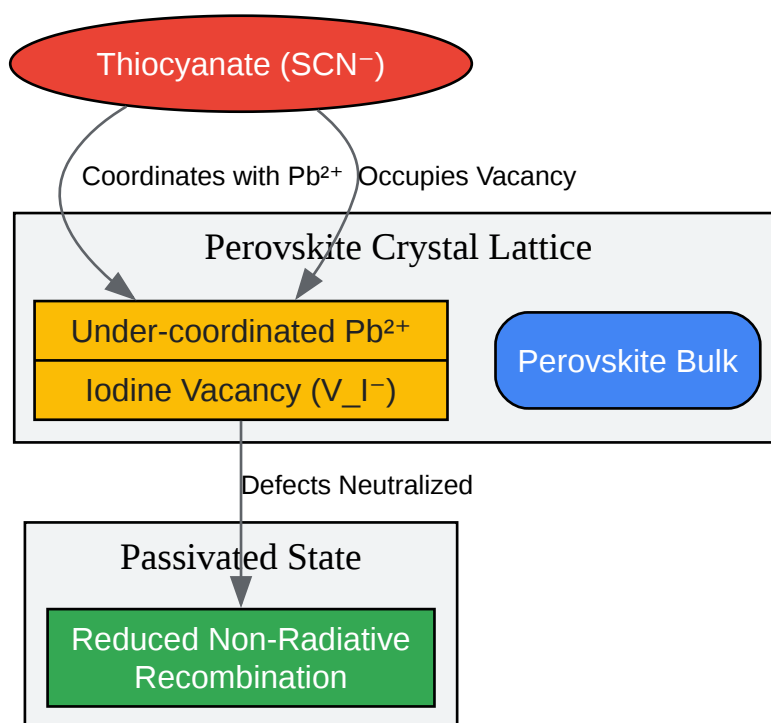 Thiocyanate (SCN⁻)
Coordinates with Pb²⁺
Occupies Vacancy
Perovskite Crystal Lattice
Under-coordinated Pb²⁺
Iodine Vacancy (V_I⁻)
Perovskite Bulk
Defects Neutralized
Passivated State
Reduced Non-Radiative
Recombination